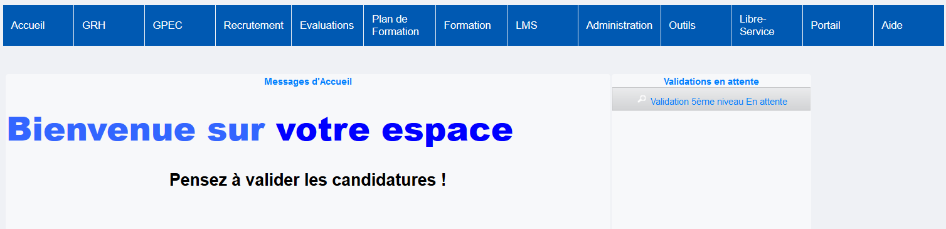 Accueil
GRH
GPEC
Recrutement
Evaluations
Plan de
Formation
Formation
LMS
Administration
Outils
Libre-
Service
Portail
Aide
Messages d'Accueil
Bienvenue sur votre espace
Pensez à valider les candidatures !
Validations en attente
Validation 5ème niveau En attente